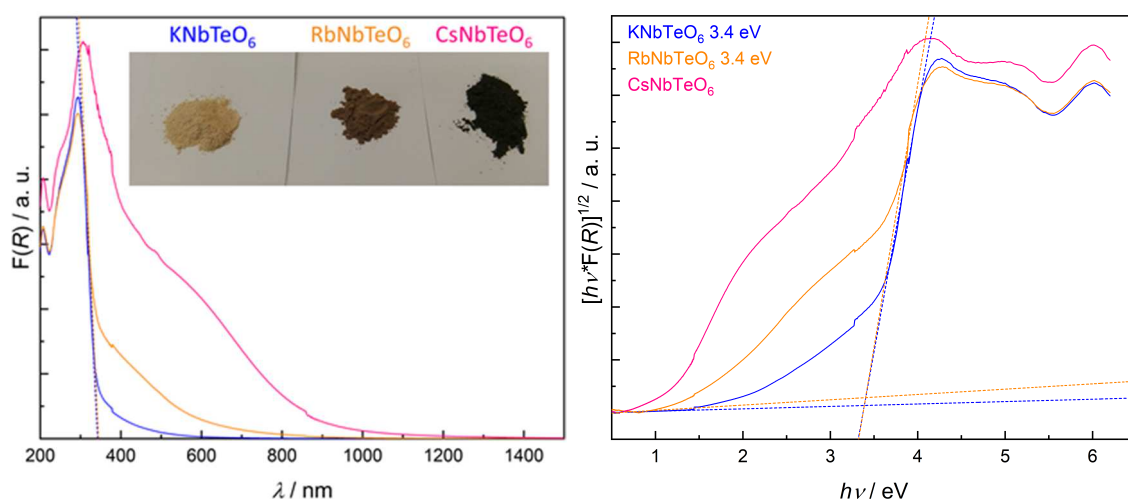 KNbTeO₆ RbNbTeO₆ CsNbTeO₆
F(R) / a. u.
200 400 600 800 1000 1200 1400
λ / nm
KNbTeO₆ 3.4 eV
RbNbTeO₆ 3.4 eV
CsNbTeO₆
[hν*F(R)]^1/2 / a. u.
1 2 3 4 5 6
hν / eV